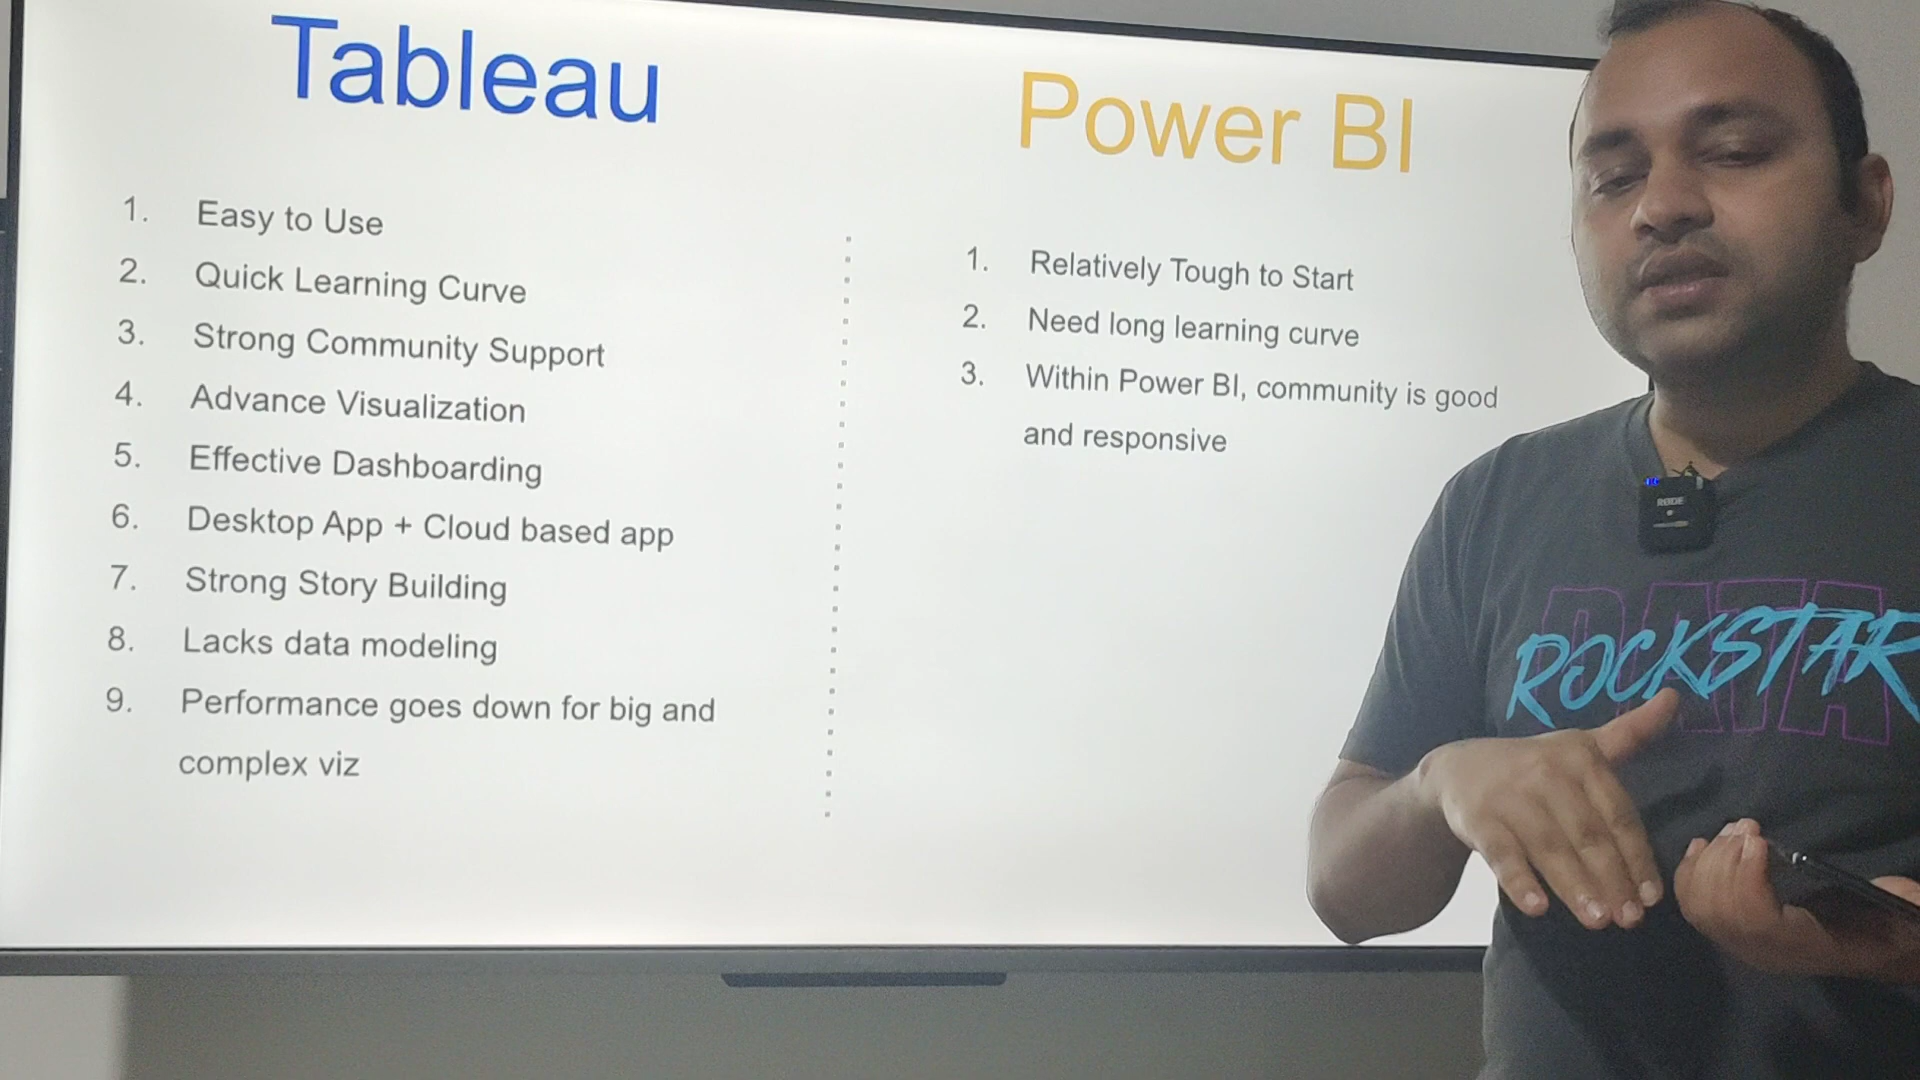 Tableau
1. Easy to Use
2. Quick Learning Curve
3. Strong Community Support
4. Advance Visualization
5. Effective Dashboarding
6. Desktop App + Cloud based app
7. Strong Story Building
8. Lacks data modeling
9. Performance goes down for big and
complex viz
Power BI
1. Relatively Tough to Start
2. Need long learning curve
3. Within Power BI, community is good
and responsive
RODE
DATA
ROCKSTAR